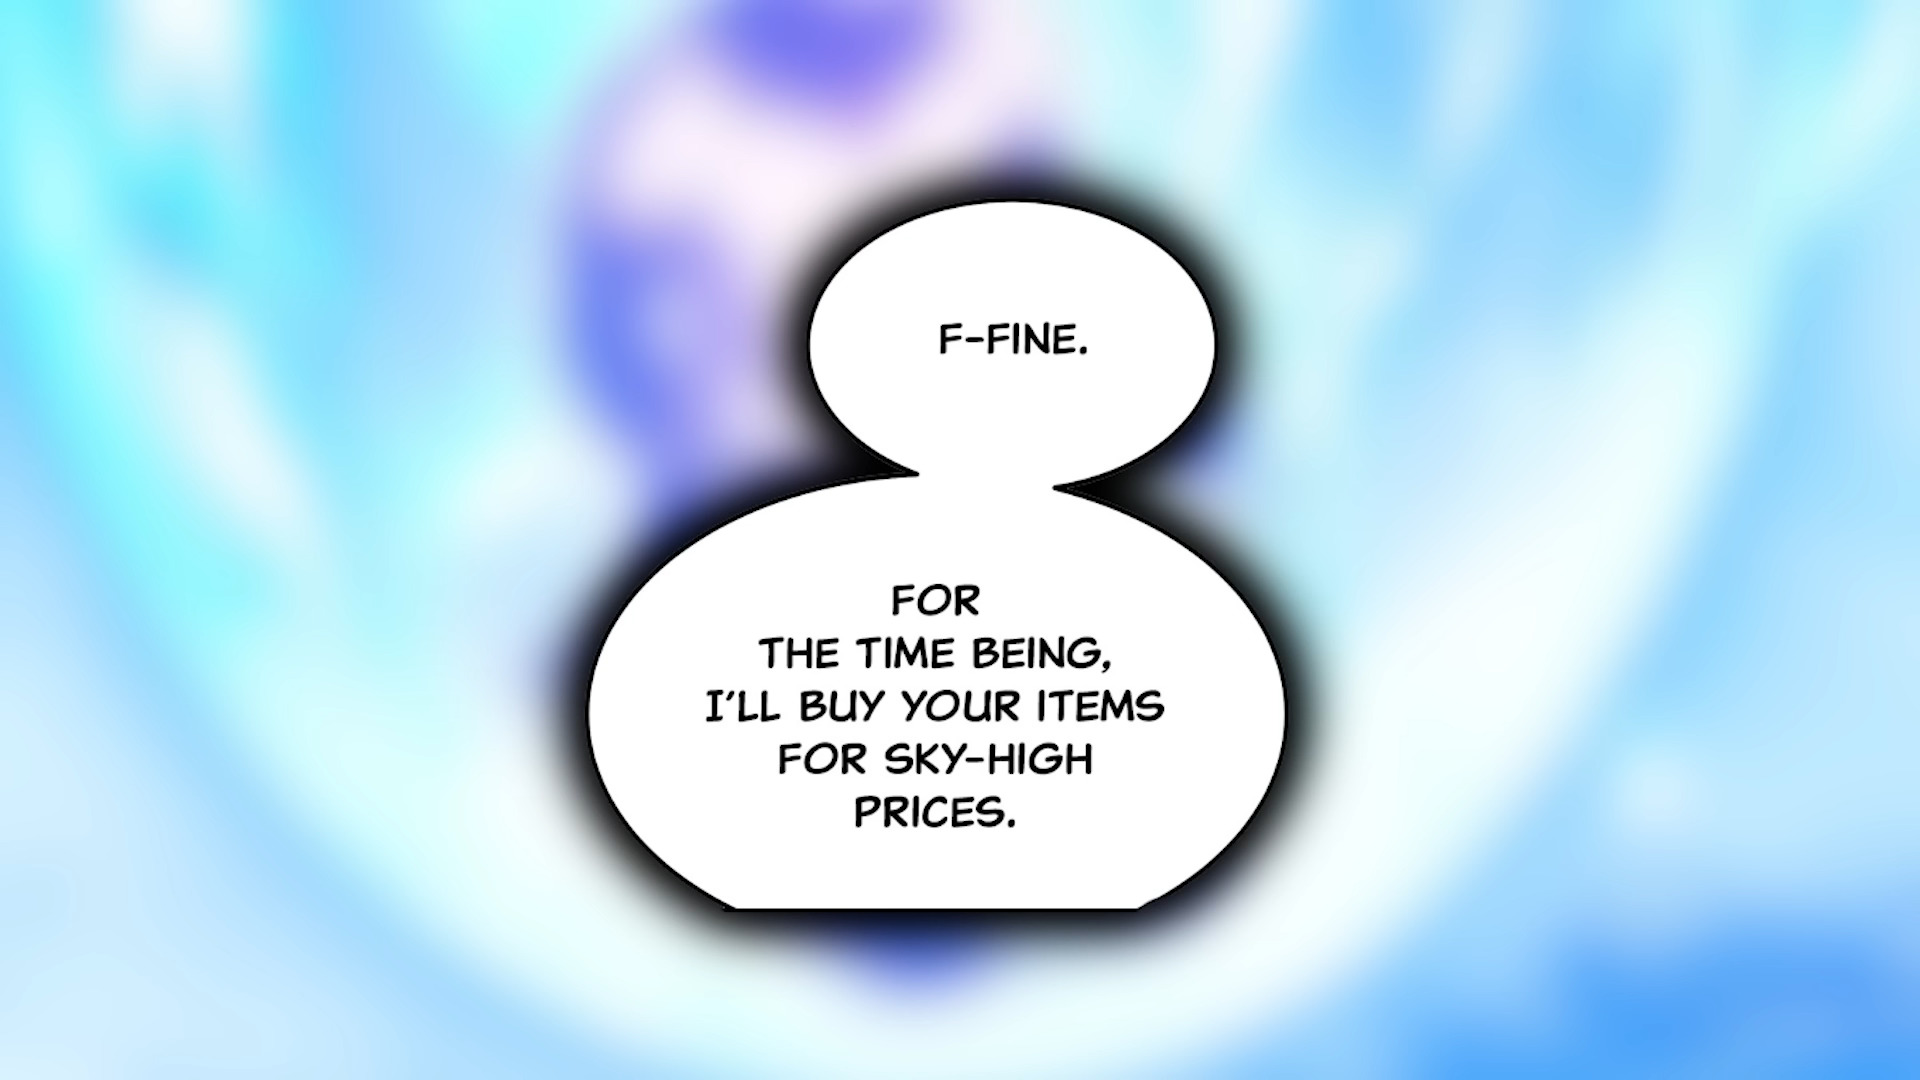 F-FINE.
FOR
THE TIME BEING,
I'LL BUY YOUR ITEMS
FOR SKY-HIGH
PRICES.